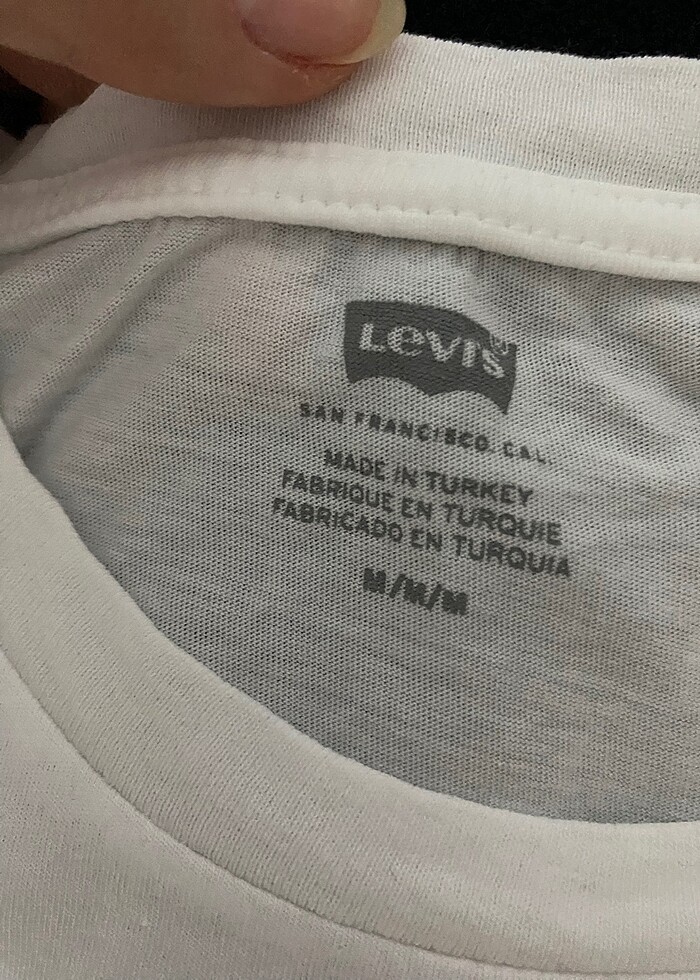 Levi's®
SAN FRANCISCO, CAL.
MADE IN TURKEY
FABRIQUE EN TURQUIE
FABRICADO EN TURQUIA
M/M/M